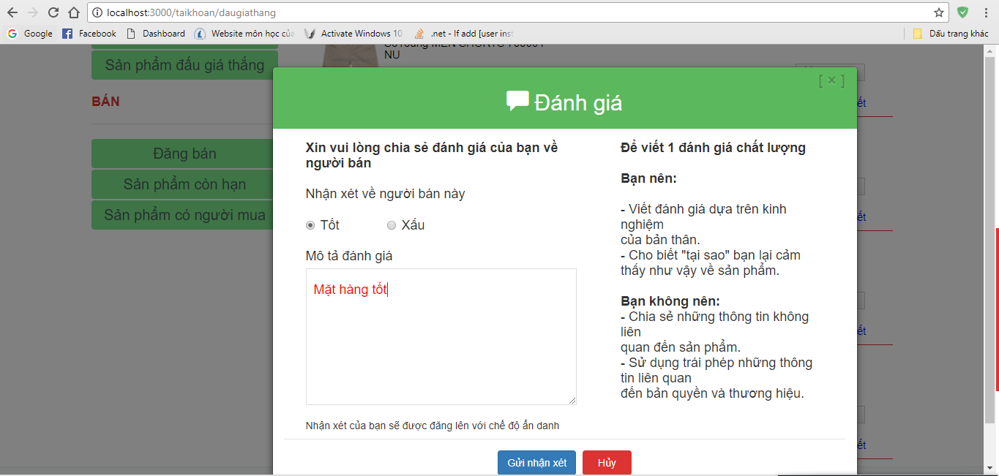 localhost:3000/taikhoan/daugiathang
Google Facebook Dashboard Website môn học củ Activate Windows 10 .net - If add [user inst Dấu trang khác
NU
Sản phẩm đấu giá thắng
BÁN
Đăng bán
Sản phẩm còn hạn
Sản phẩm có người mua
[ × ]
Đánh giá
Xin vui lòng chia sẻ đánh giá của bạn về
người bán
Nhận xét về người bán này
Tốt Xấu
Mô tả đánh giá
Mặt hàng tốt
Nhận xét của bạn sẽ được đăng lên với chế độ ẩn danh
Để viết 1 đánh giá chất lượng
Bạn nên:
- Viết đánh giá dựa trên kinh
nghiệm
của bản thân.
- Cho biết "tại sao" bạn lại cảm
thấy như vậy về sản phẩm.
Bạn không nên:
- Chia sẻ những thông tin không
liên
quan đến sản phẩm.
- Sử dụng trái phép những thông
tin liên quan
đến bản quyền và thương hiệu.
Gửi nhận xét Hủy
ết
ết
ết
ết